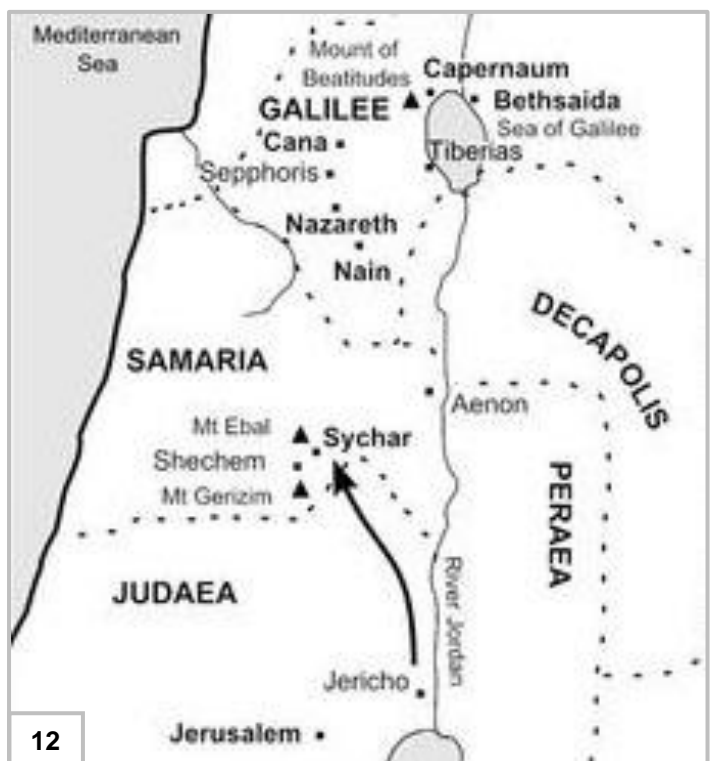 Mediterranean
Sea
Mount of
Beatitudes
Capernaum
GALILEE
Bethsaida
Sea of Galilee
Cana
Tiberias
Sepphoris
Nazareth
Nain
DECAPOLIS
SAMARIA
Aenon
Mt Ebal
Sychar
Shechem
Mt Gerizim
PERAEA
JUDAEA
River Jordan
Jericho
Jerusalem
12